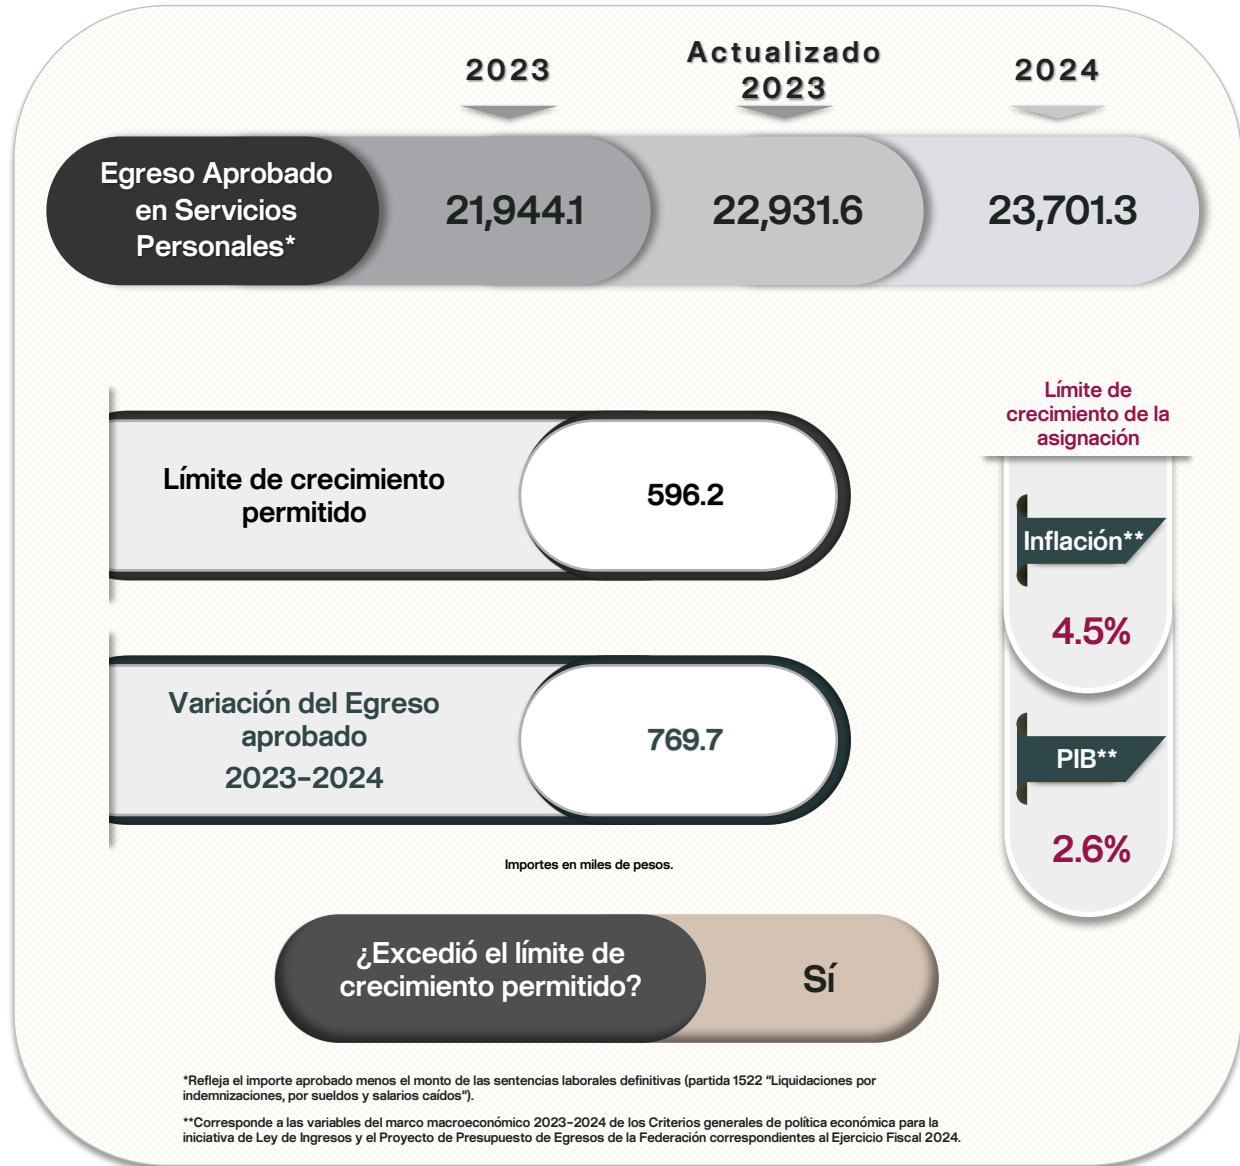 2023
Actualizado
2023
2024
Egreso Aprobado
en Servicios
Personales*
21,944.1
22,931.6
23,701.3
Límite de crecimiento
permitido
596.2
Variación del Egreso
aprobado
2023-2024
769.7
Importes en miles de pesos.
Límite de
crecimiento de la
asignación
Inflación**
4.5%
PIB**
2.6%
¿Excedió el límite de
crecimiento permitido?
Sí
*Refleja el importe aprobado menos el monto de las sentencias laborales definitivas (partida 1522 "Liquidaciones por
indemnizaciones, por sueldos y salarios caídos").
**Corresponde a las variables del marco macroeconómico 2023-2024 de los Criterios generales de política económica para la
iniciativa de Ley de Ingresos y el Proyecto de Presupuesto de Egresos de la Federación correspondientes al Ejercicio Fiscal 2024.